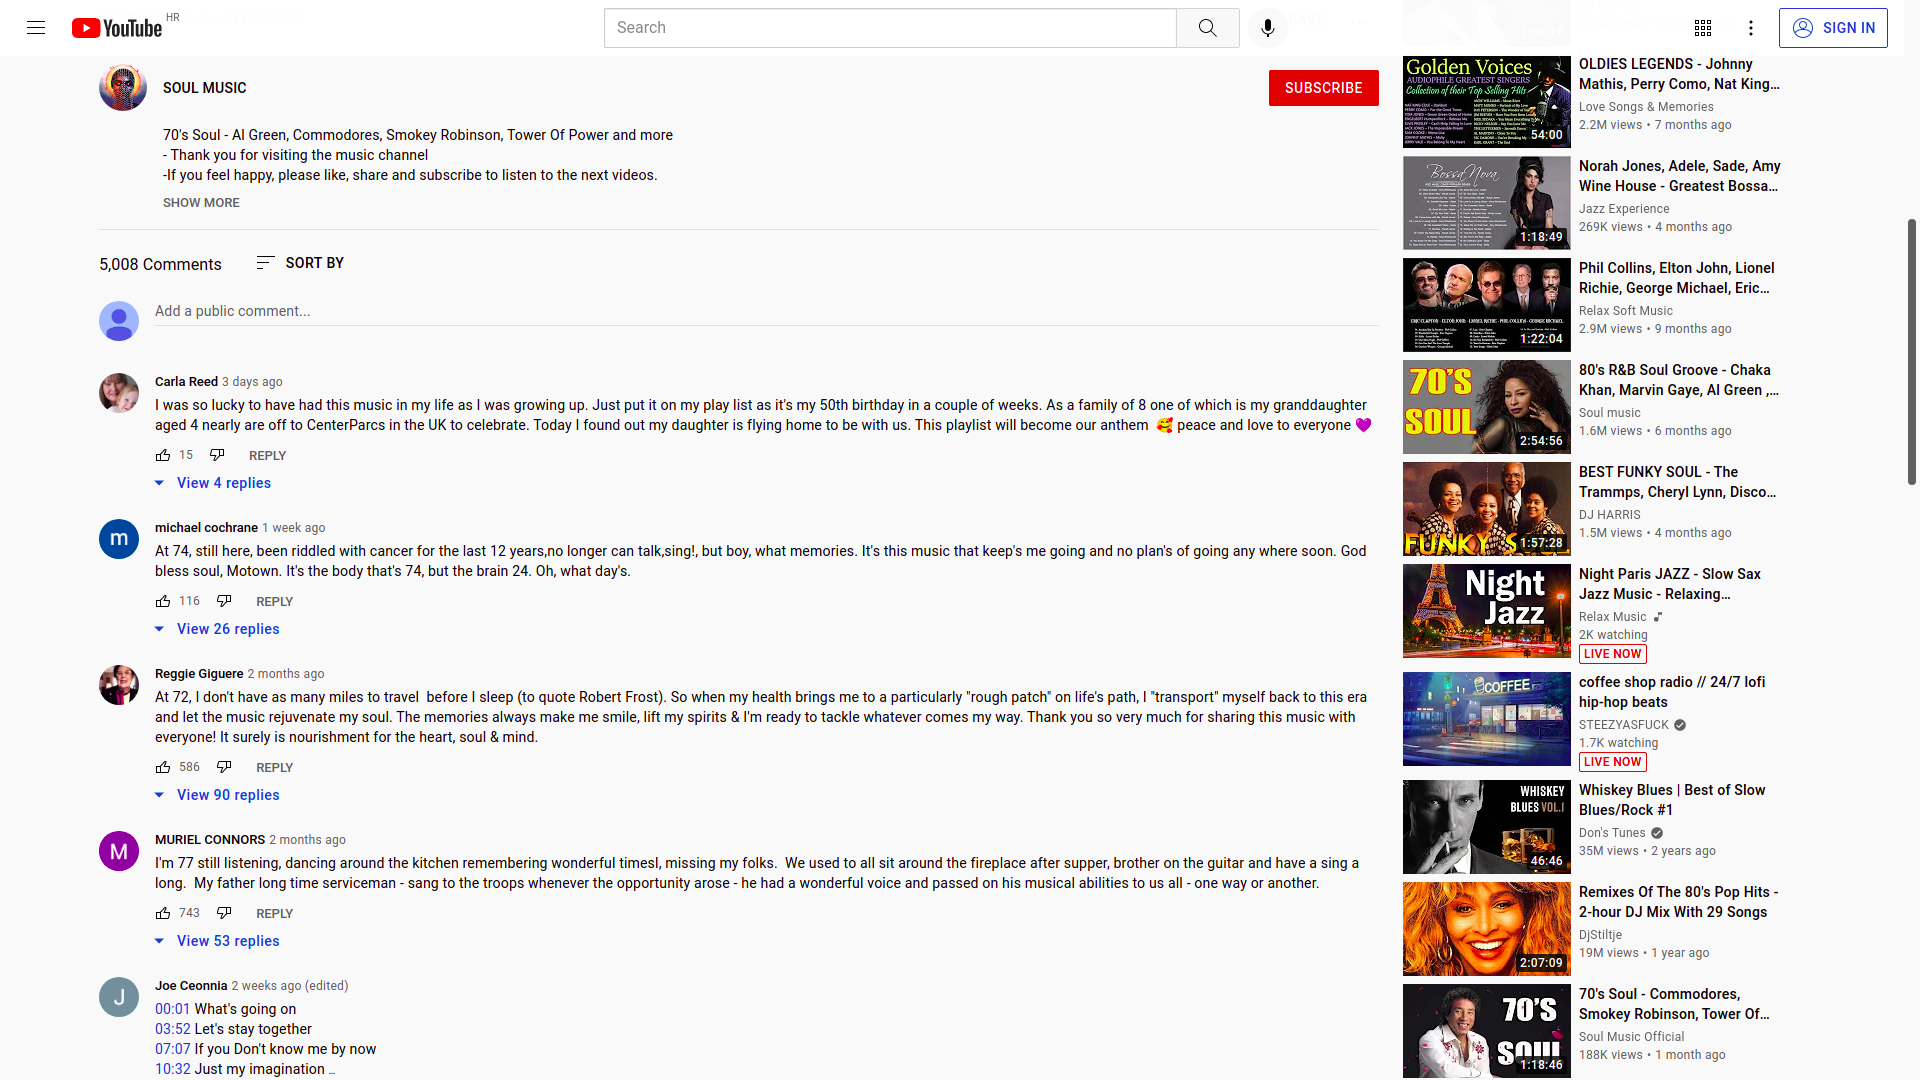 YouTube HR
Search
SIGN IN
SOUL MUSIC
SUBSCRIBE
70's Soul - Al Green, Commodores, Smokey Robinson, Tower Of Power and more
- Thank you for visiting the music channel
-If you feel happy, please like, share and subscribe to listen to the next videos.
SHOW MORE
5,008 Comments
SORT BY
Add a public comment...
Carla Reed 3 days ago
I was so lucky to have had this music in my life as I was growing up. Just put it on my play list as it's my 50th birthday in a couple of weeks. As a family of 8 one of which is my granddaughter
aged 4 nearly are off to CenterParcs in the UK to celebrate. Today I found out my daughter is flying home to be with us. This playlist will become our anthem 🥰 peace and love to everyone 💜
15 REPLY
View 4 replies
m
michael cochrane 1 week ago
At 74, still here, been riddled with cancer for the last 12 years,no longer can talk,sing!, but boy, what memories. It's this music that keep's me going and no plan's of going any where soon. God
bless soul, Motown. It's the body that's 74, but the brain 24. Oh, what day's.
116 REPLY
View 26 replies
Reggie Giguere 2 months ago
At 72, I don't have as many miles to travel before I sleep (to quote Robert Frost). So when my health brings me to a particularly "rough patch" on life's path, I "transport" myself back to this era
and let the music rejuvenate my soul. The memories always make me smile, lift my spirits & I'm ready to tackle whatever comes my way. Thank you so very much for sharing this music with
everyone! It surely is nourishment for the heart, soul & mind.
586 REPLY
View 90 replies
M
MURIEL CONNORS 2 months ago
I'm 77 still listening, dancing around the kitchen remembering wonderful timesl, missing my folks. We used to all sit around the fireplace after supper, brother on the guitar and have a sing a
long. My father long time serviceman - sang to the troops whenever the opportunity arose - he had a wonderful voice and passed on his musical abilities to us all - one way or another.
743 REPLY
View 53 replies
J
Joe Ceonnia 2 weeks ago (edited)
00:01 What's going on
03:52 Let's stay together
07:07 If you Don't know me by now
10:32 Just my imagination ..
Golden Voices
AUDIOPHILE GREATEST SINGERS
Collection of their Top Selling Hits
54:00
OLDIES LEGENDS - Johnny
Mathis, Perry Como, Nat King…
Love Songs & Memories
2.2M views • 7 months ago
Bossa Nova
1:18:49
Norah Jones, Adele, Sade, Amy
Wine House - Greatest Bossa…
Jazz Experience
269K views • 4 months ago
ERIC CLAPTON - ELTON JOHN - LIONEL RICHIE - PHIL COLLINS - GEORGE MICHAEL
1:22:04
Phil Collins, Elton John, Lionel
Richie, George Michael, Eric…
Relax Soft Music
2.9M views • 9 months ago
70'S
SOUL
2:54:56
80's R&B Soul Groove - Chaka
Khan, Marvin Gaye, Al Green ,…
Soul music
1.6M views • 6 months ago
FUNKY S
1:57:28
BEST FUNKY SOUL - The
Trammps, Cheryl Lynn, Disco…
DJ HARRIS
1.5M views • 4 months ago
Night
Jazz
Night Paris JAZZ - Slow Sax
Jazz Music - Relaxing…
Relax Music
2K watching
LIVE NOW
COFFEE
coffee shop radio // 24/7 lofi
hip-hop beats
STEEZYASFUCK
1.7K watching
LIVE NOW
WHISKEY
BLUES VOL.I
46:46
Whiskey Blues | Best of Slow
Blues/Rock #1
Don's Tunes
35M views • 2 years ago
2:07:09
Remixes Of The 80's Pop Hits -
2-hour DJ Mix With 29 Songs
DjStiltje
19M views • 1 year ago
70'S
SOUL
1:18:46
70's Soul - Commodores,
Smokey Robinson, Tower Of…
Soul Music Official
188K views • 1 month ago